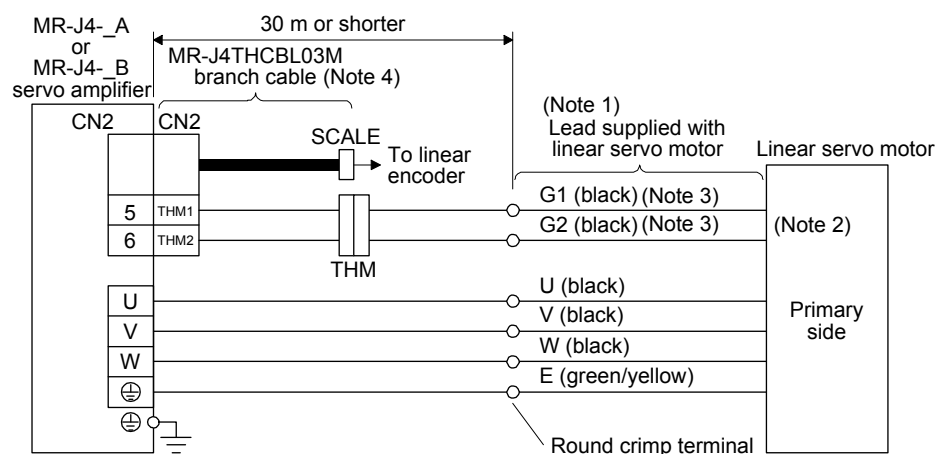 MR-J4-_A
or
MR-J4-_B
servo amplifier
30 m or shorter
MR-J4THCBL03M
branch cable (Note 4)
CN2
CN2
SCALE
To linear
encoder
(Note 1)
Lead supplied with
linear servo motor
Linear servo motor
5
THM1
G1 (black) (Note 3)
6
THM2
G2 (black) (Note 3)
(Note 2)
THM
U
U (black)
V
V (black)
W
W (black)
E (green/yellow)
Primary
side
Round crimp terminal